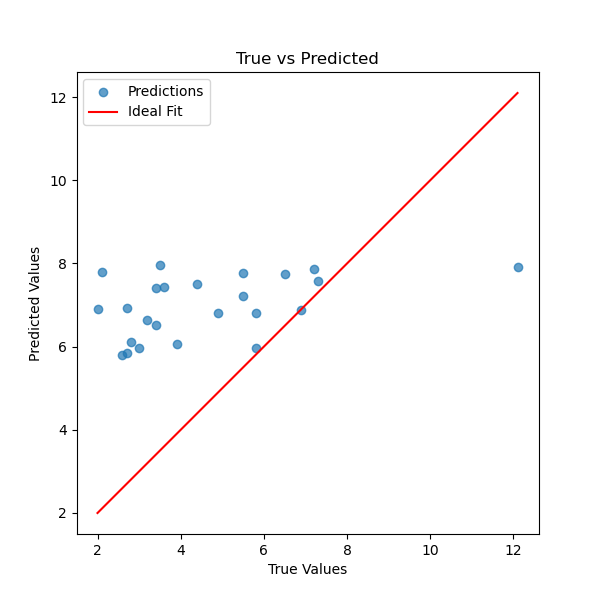 True vs Predicted
Predictions
Ideal Fit
12
10
8
6
4
2
Predicted Values
2 4 6 8 10 12
True Values